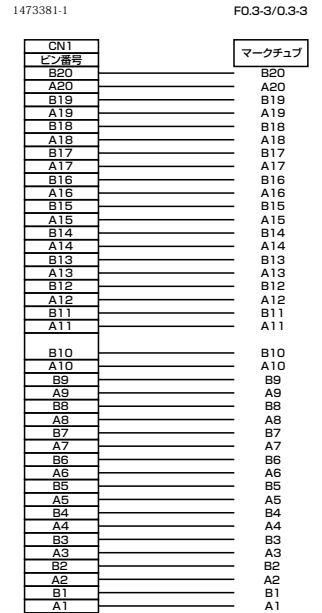 1473381-1 F0.3-3/0.3-3
CN1
ピン番号 マークチューブ
B20 B20
A20 A20
B19 B19
A19 A19
B18 B18
A18 A18
B17 B17
A17 A17
B16 B16
A16 A16
B15 B15
A15 A15
B14 B14
A14 A14
B13 B13
A13 A13
B12 B12
A12 A12
B11 B11
A11 A11
B10 B10
A10 A10
B9 B9
A9 A9
B8 B8
A8 A8
B7 B7
A7 A7
B6 B6
A6 A6
B5 B5
A5 A5
B4 B4
A4 A4
B3 B3
A3 A3
B2 B2
A2 A2
B1 B1
A1 A1